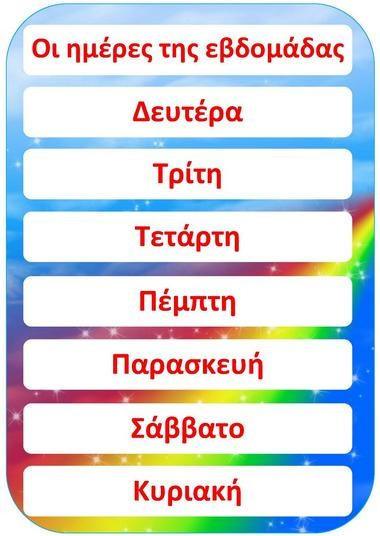 Οι ημέρες της εβδομάδας
Δευτέρα
Τρίτη
Τετάρτη
Πέμπτη
Παρασκευή
Σάββατο
Κυριακή